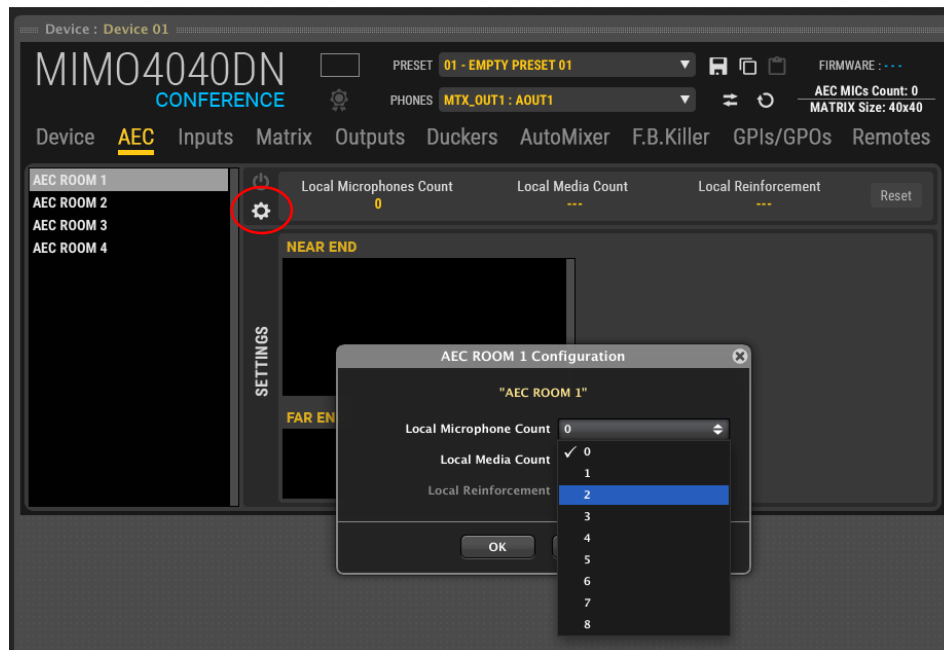 Device : Device 01
MIMO4040DN
CONFERENCE
PRESET 01 - EMPTY PRESET 01
PHONES MTX_OUT1 : AOUT1
FIRMWARE : ---
AEC MICs Count: 0
MATRIX Size: 40x40
Device AEC Inputs Matrix Outputs Duckers AutoMixer F.B.Killer GPIs/GPOs Remotes
AEC ROOM 1
AEC ROOM 2
AEC ROOM 3
AEC ROOM 4
Local Microphones Count
0
Local Media Count
---
Local Reinforcement
---
Reset
SETTINGS
NEAR END
FAR EN
AEC ROOM 1 Configuration
"AEC ROOM 1"
Local Microphone Count 0
Local Media Count
Local Reinforcement
0
1
2
3
4
5
6
7
8
OK